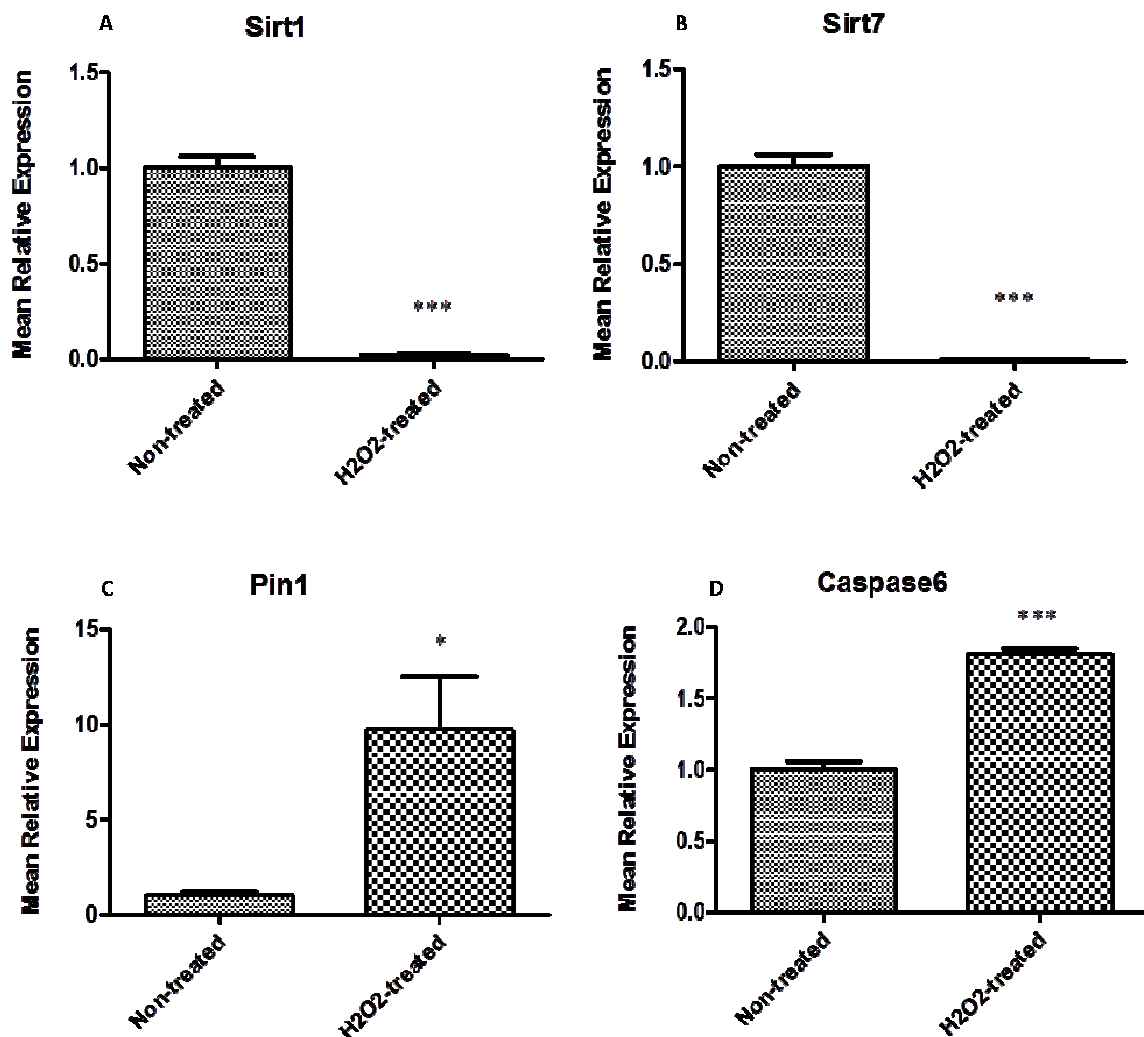 A
Sirt1
Mean Relative Expression
1.5
1.0
0.5
0.0
***
Non-treated
H2O2-treated
B
Sirt7
Mean Relative Expression
1.5
1.0
0.5
0.0
***
Non-treated
H2O2-treated
C
Pin1
Mean Relative Expression
15
10
5
0
*
Non-treated
H2O2-treated
D
Caspase6
Mean Relative Expression
2.0
1.5
1.0
0.5
0.0
***
Non-treated
H2O2-treated